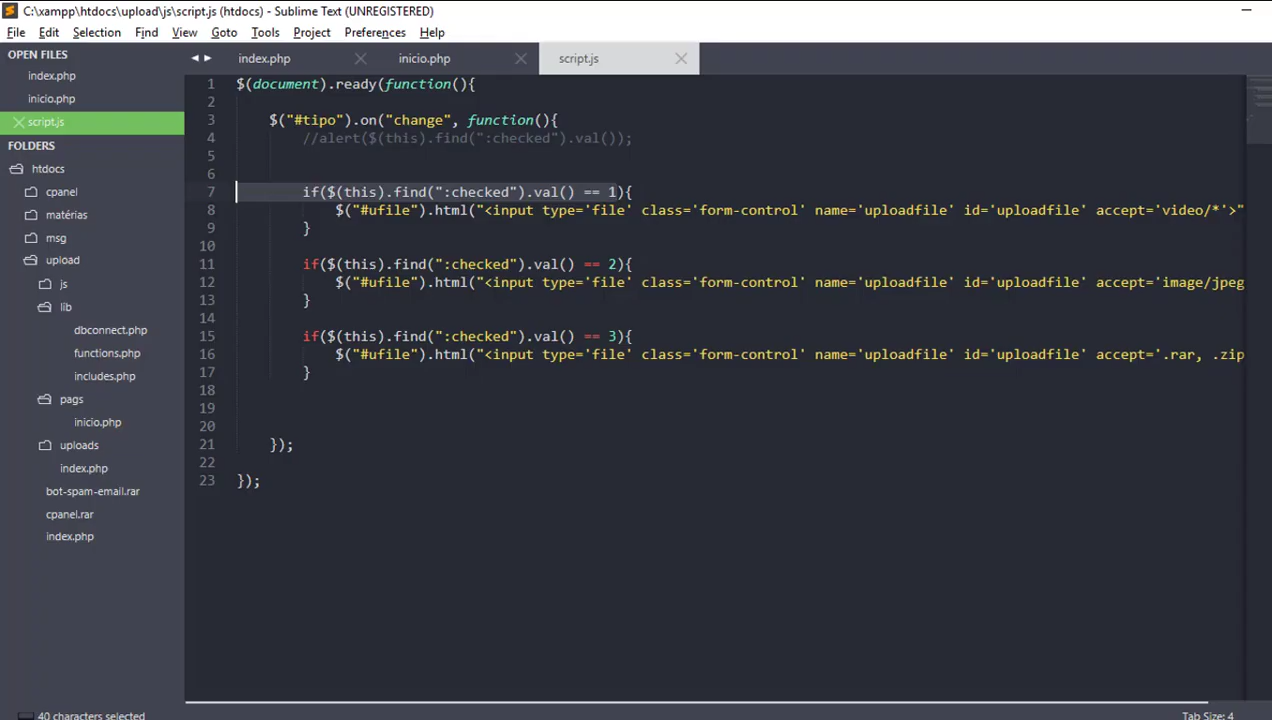 C:\xampp\htdocs\upload\js\script.js (htdocs) - Sublime Text (UNREGISTERED)
File Edit Selection Find View Goto Tools Project Preferences Help
OPEN FILES
index.php
inicio.php
script.js
FOLDERS
htdocs
cpanel
matérias
msg
upload
js
lib
dbconnect.php
functions.php
includes.php
pags
inicio.php
uploads
index.php
bot-spam-email.rar
cpanel.rar
index.php
index.php inicio.php script.js
1 $(document).ready(function(){
2
3 $("#tipo").on("change", function(){
4 //alert($(this).find(":checked").val());
5
6
7 if($(this).find(":checked").val() == 1){
8 $("#ufile").html("<input type='file' class='form-control' name='uploadfile' id='uploadfile' accept='video/*'>"
9 }
10
11 if($(this).find(":checked").val() == 2){
12 $("#ufile").html("<input type='file' class='form-control' name='uploadfile' id='uploadfile' accept='image/jpeg
13 }
14
15 if($(this).find(":checked").val() == 3){
16 $("#ufile").html("<input type='file' class='form-control' name='uploadfile' id='uploadfile' accept='.rar, .zip
17 }
18
19
20
21 });
22
23 });
40 characters selected
Tab Size: 4